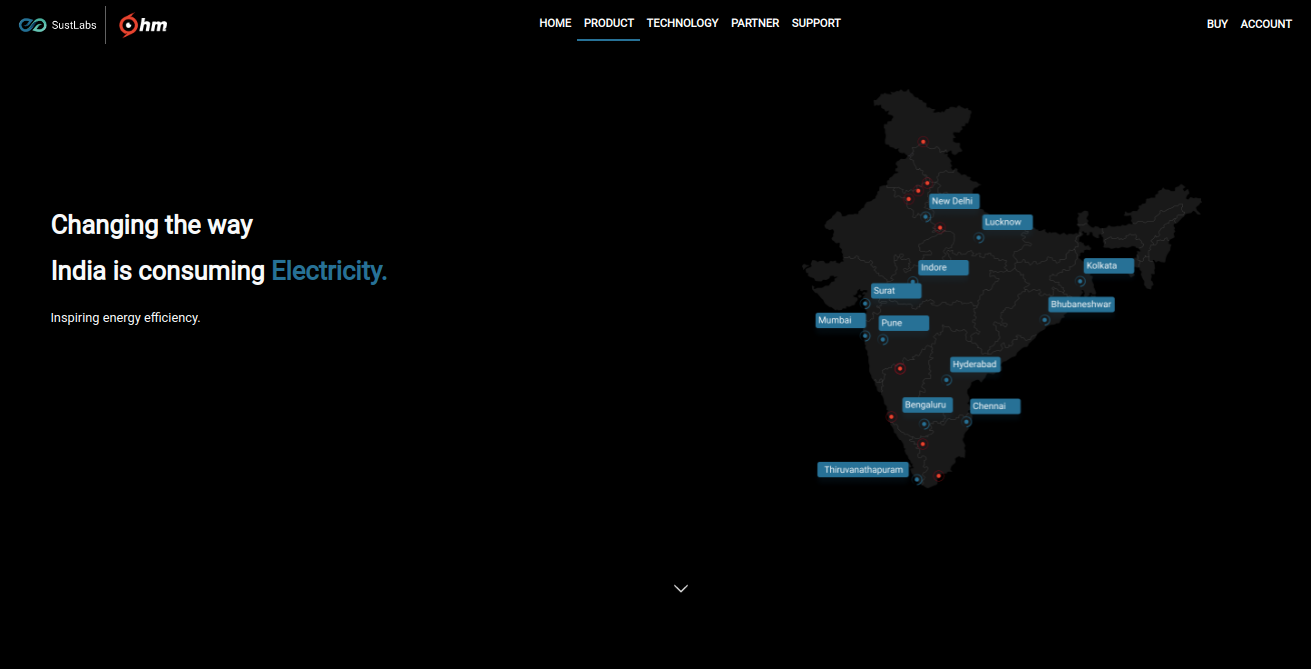 SustLabs
Ohm
HOME PRODUCT TECHNOLOGY PARTNER SUPPORT
BUY ACCOUNT
Changing the way
India is consuming Electricity.
Inspiring energy efficiency.
New Delhi
Lucknow
Kolkata
Indore
Surat
Bhubaneshwar
Mumbai
Pune
Hyderabad
Bengaluru
Chennai
Thiruvanathapuram